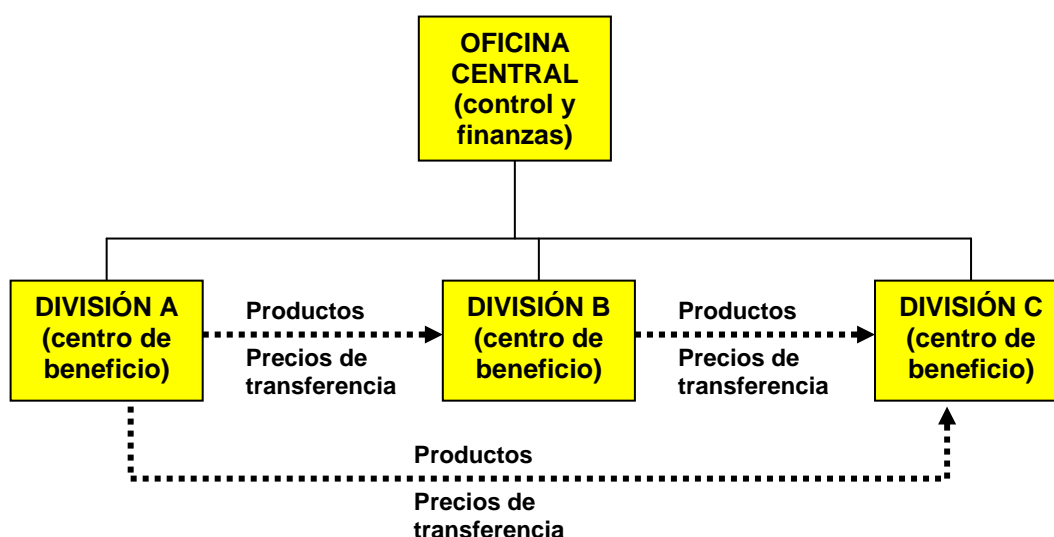 OFICINA
CENTRAL
(control y
finanzas)
DIVISIÓN A
(centro de
beneficio)
Productos
Precios de
transferencia
DIVISIÓN B
(centro de
beneficio)
Productos
Precios de
transferencia
DIVISIÓN C
(centro de
beneficio)
Productos
Precios de
transferencia